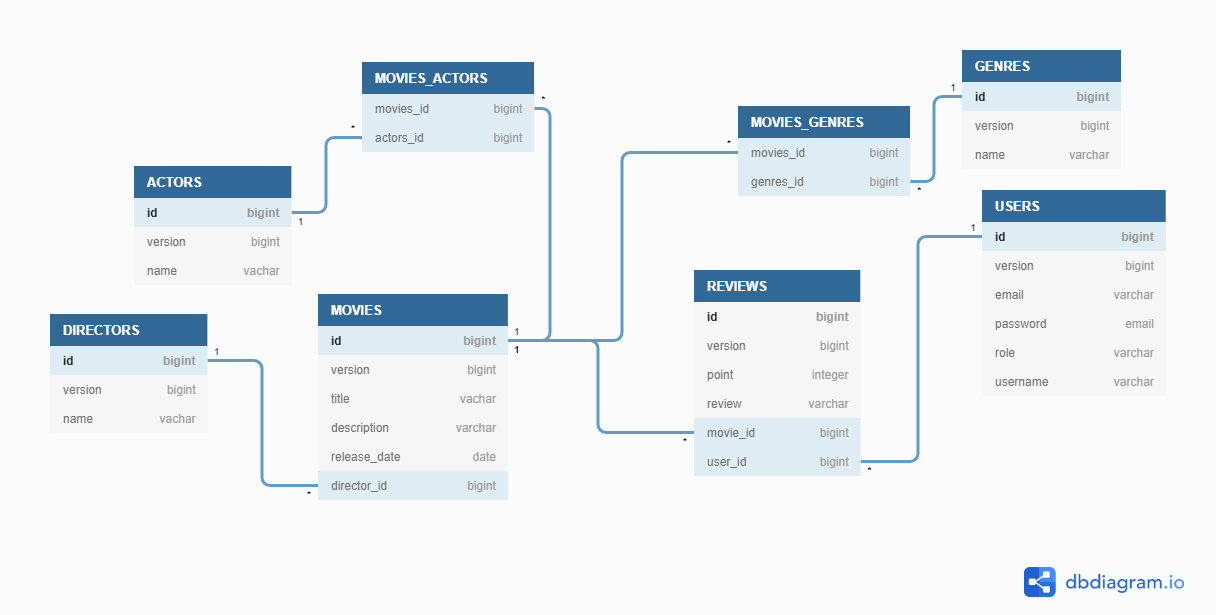 MOVIES_ACTORS
movies_id bigint
actors_id bigint
*
*
ACTORS
id bigint
version bigint
name vachar
1
DIRECTORS
id bigint
version bigint
name vachar
1
MOVIES
id bigint
version bigint
title vachar
description varchar
release_date date
director_id bigint
*
1
1
MOVIES_GENRES
movies_id bigint
genres_id bigint
*
*
GENRES
id bigint
version bigint
name varchar
1
REVIEWS
id bigint
version bigint
point integer
review varchar
movie_id bigint
user_id bigint
*
*
USERS
id bigint
version bigint
email varchar
password email
role varchar
username varchar
1
dbdiagram.io